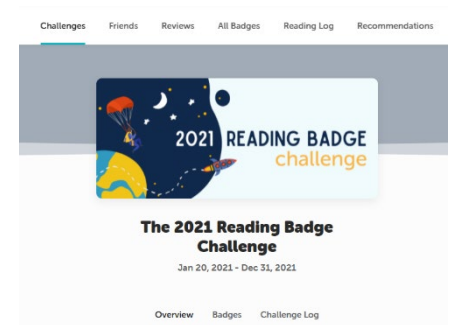 Challenges Friends Reviews All Badges Reading Log Recommendations
2021 READING BADGE
challenge
The 2021 Reading Badge
Challenge
Jan 20, 2021 - Dec 31, 2021
Overview Badges Challenge Log